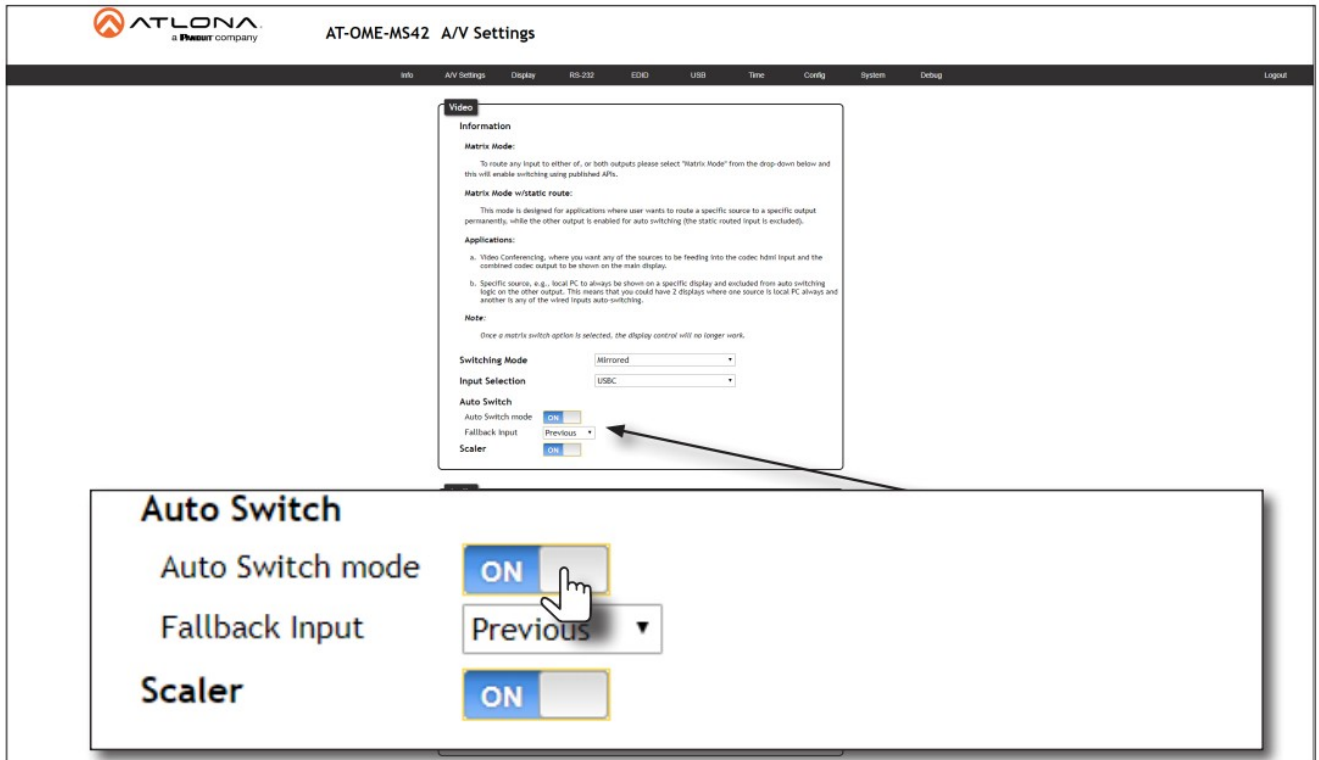 ATLONA.
a PANDUIT company
AT-OME-MS42 A/V Settings
Info A/V Settings Display RS-232 EDID USB Time Config System Debug Logout
Video
Information
Matrix Mode:
To route any input to either of, or both outputs please select "Matrix Mode" from the drop-down below and
this will enable switching using published APIs.
Matrix Mode w/static route:
This mode is designed for applications where user wants to route a specific source to a specific output
permanently, while the other output is enabled for auto switching (the static routed input is excluded).
Applications:
a. Video Conferencing, where you want any of the sources to be feeding into the codec hdmi input and the
combined codec output to be shown on the main display.
b. Specific source, e.g., local PC to always be shown on a specific display and excluded from auto switching
logic on the other output. This means that you could have 2 displays where one source is local PC always and
another is any of the wired inputs auto-switching.
Note:
Once a matrix switch option is selected, the display control will no longer work.
Switching Mode Mirrored
Input Selection USBC
Auto Switch
Auto Switch mode ON
Fallback Input Previous
Scaler ON
Auto Switch
Auto Switch mode ON
Fallback Input Previous
Scaler ON